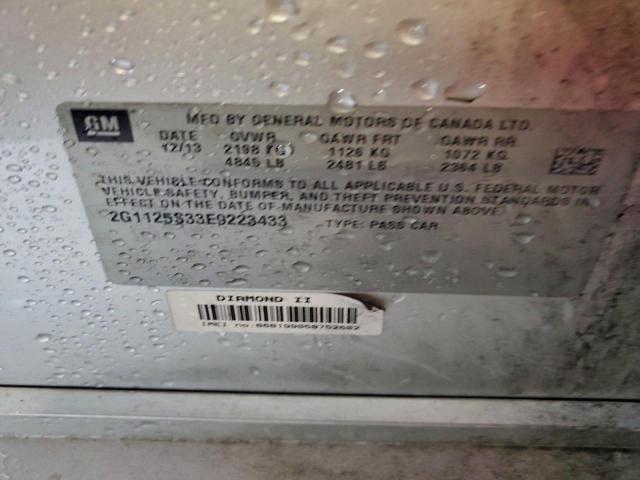 GM
MFD BY GENERAL MOTORS OF CANADA LTD.
DATE GVWR GAWR FRT GAWR RR
12/13 2198 KG 1126 KG 1072 KG
4845 LB 2481 LB 2364 LB
THIS VEHICLE CONFORMS TO ALL APPLICABLE U.S. FEDERAL MOTOR
VEHICLE SAFETY, BUMPER, AND THEFT PREVENTION STANDARDS IN
EFFECT ON THE DATE OF MANUFACTURE SHOWN ABOVE.
2G1125S33E9223433 TYPE: PASS CAR
DIAMOND II
IMEI no: